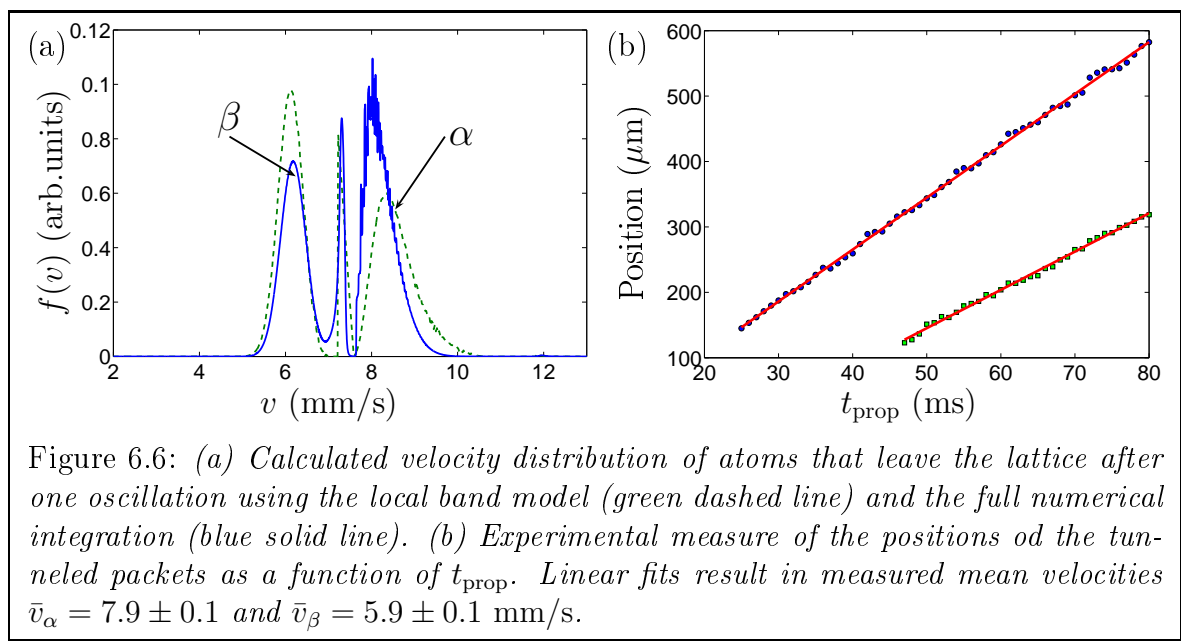 (a)
0.12
0.1
0.08
0.06
0.04
0.02
0
f(v) (arb.units)
β
α
2 4 6 8 10 12
v (mm/s)
(b)
600
500
400
300
200
100
Position (μm)
20 30 40 50 60 70 80
t_prop (ms)
Figure 6.6: (a) Calculated velocity distribution of atoms that leave the lattice after
one oscillation using the local band model (green dashed line) and the full numerical
integration (blue solid line). (b) Experimental measure of the positions od the tun-
neled packets as a function of t_prop. Linear fits result in measured mean velocities
v̄_α = 7.9 ± 0.1 and v̄_β = 5.9 ± 0.1 mm/s.